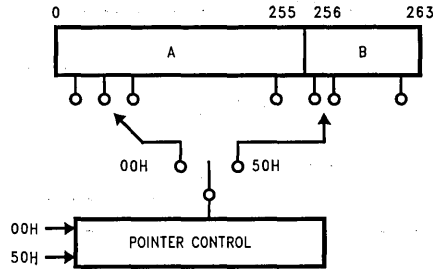 0 255 256 263
A B
00H 50H
00H
50H
POINTER CONTROL